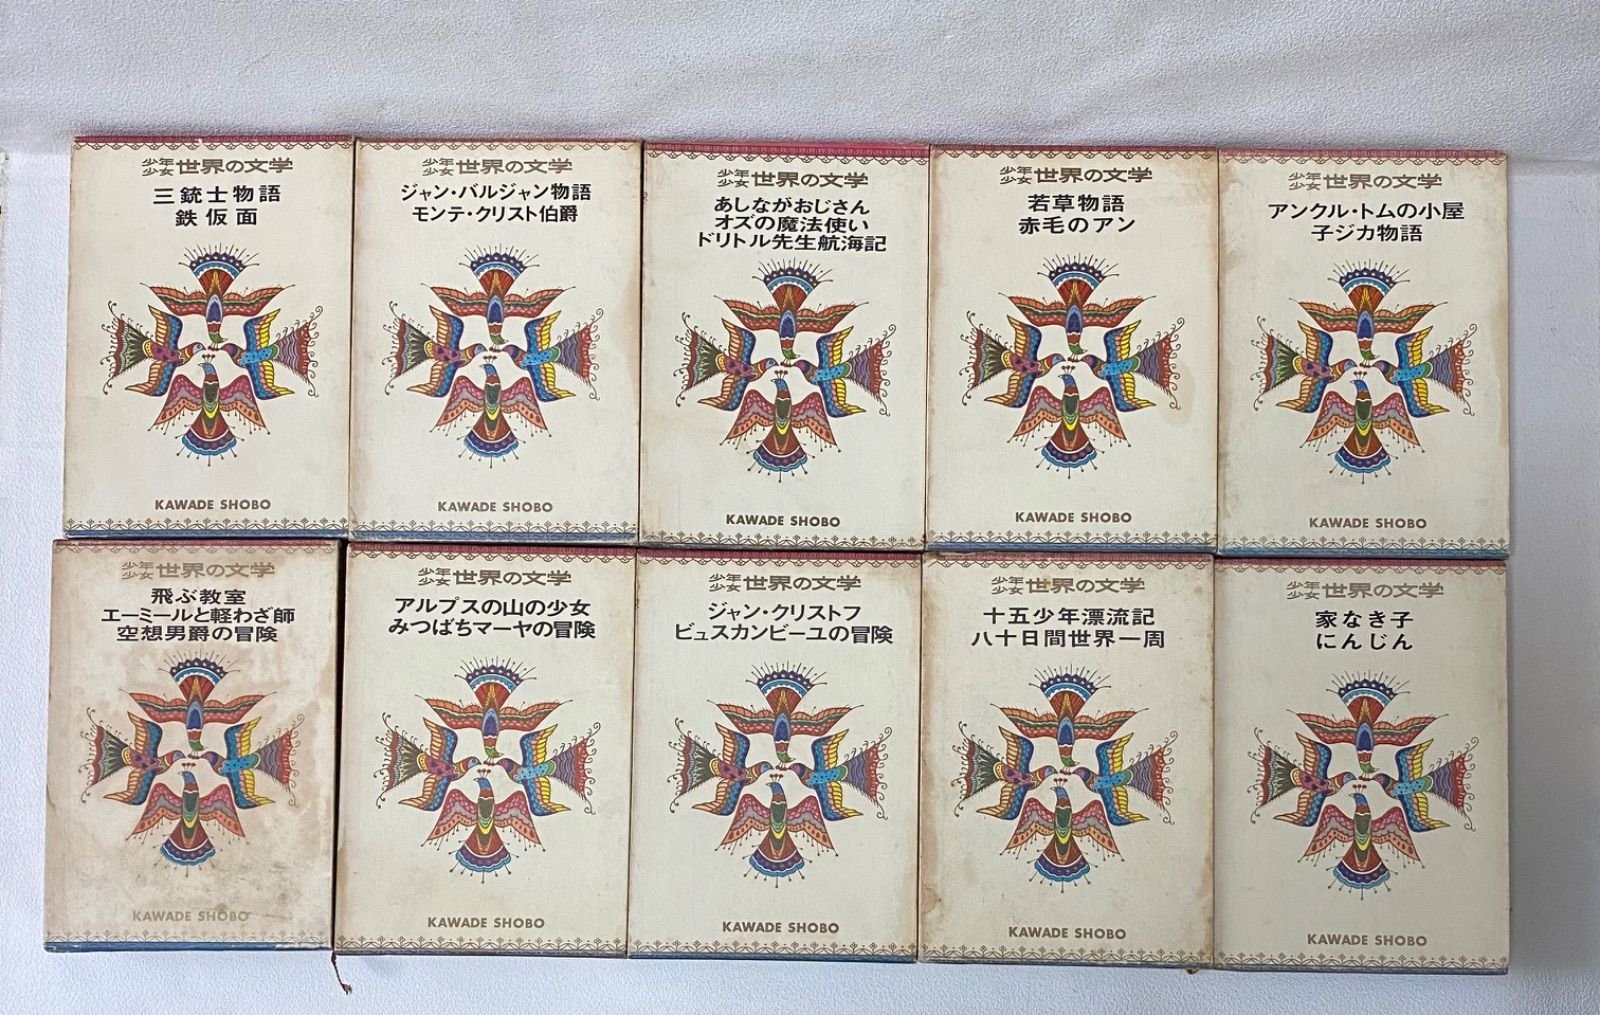 少年少女 世界の文学
三銃士物語
鉄仮面
KAWADE SHOBO
少年少女 世界の文学
ジャン・バルジャン物語
モンテ・クリスト伯爵
KAWADE SHOBO
少年少女 世界の文学
あしながおじさん
オズの魔法使い
ドリトル先生航海記
KAWADE SHOBO
少年少女 世界の文学
若草物語
赤毛のアン
KAWADE SHOBO
少年少女 世界の文学
アンクル・トムの小屋
子ジカ物語
KAWADE SHOBO
少年少女 世界の文学
飛ぶ教室
エーミールと軽わざ師
空想男爵の冒険
KAWADE SHOBO
少年少女 世界の文学
アルプスの山の少女
みつばちマーヤの冒険
KAWADE SHOBO
少年少女 世界の文学
ジャン・クリストフ
ビュスカンビーユの冒険
KAWADE SHOBO
少年少女 世界の文学
十五少年漂流記
八十日間世界一周
KAWADE SHOBO
少年少女 世界の文学
家なき子
にんじん
KAWADE SHOBO